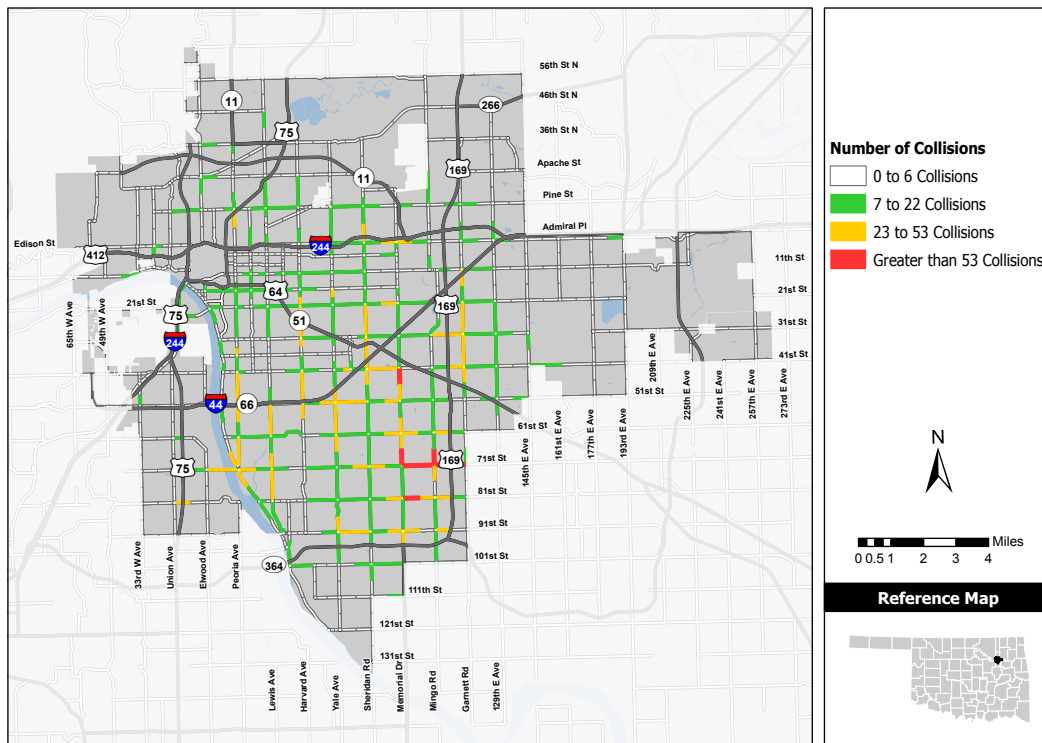 56th St N
46th St N
11
266
75
36th St N
Apache St
169
11
Pine St
Admiral Pl
Edison St
244
412
11th St
64
21st St
21st St
169
75
51
31st St
65th W Ave
49th W Ave
244
41st St
209th E Ave
51st St
225th E Ave
241st E Ave
257th E Ave
273rd E Ave
44
66
61st St
145th E Ave
161st E Ave
177th E Ave
193rd E Ave
71st St
169
75
81st St
91st St
101st St
364
33rd W Ave
Union Ave
Elwood Ave
Peoria Ave
111th St
121st St
131st St
Lewis Ave
Harvard Ave
Yale Ave
Sheridan Rd
Memorial Dr
Mingo Rd
Garnett Rd
129th E Ave
Number of Collisions
0 to 6 Collisions
7 to 22 Collisions
23 to 53 Collisions
Greater than 53 Collisions
N
0 0.5 1 2 3 4 Miles
Reference Map